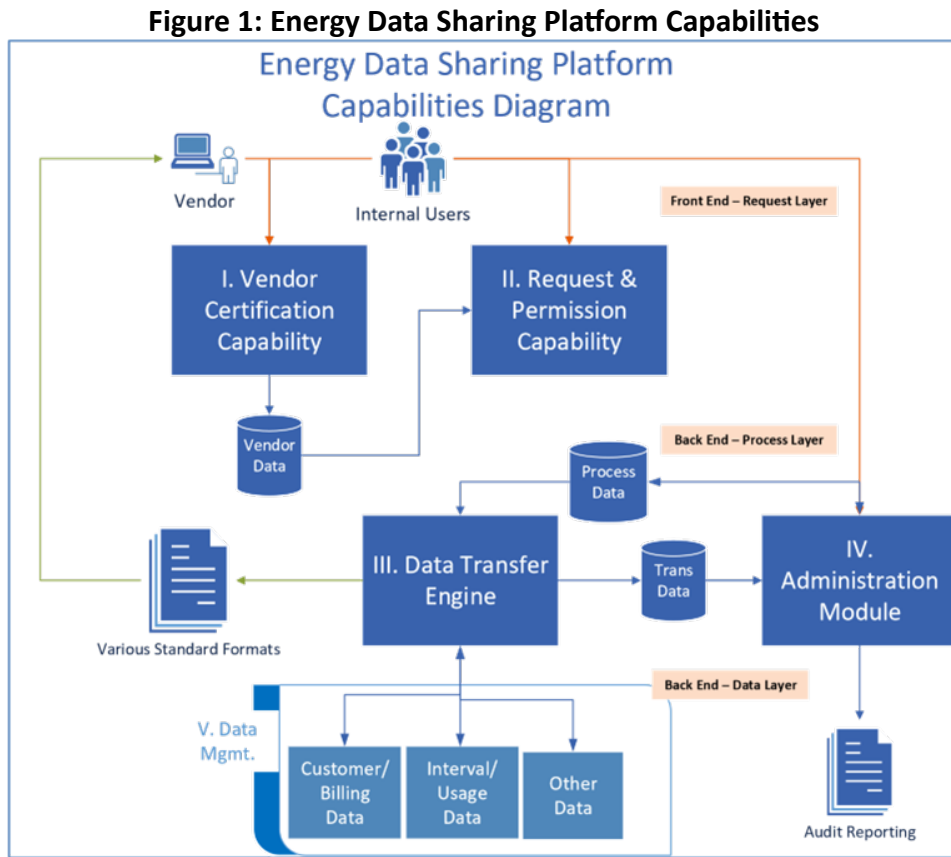 Figure 1: Energy Data Sharing Platform Capabilities
Energy Data Sharing Platform
Capabilities Diagram
Vendor
Internal Users
Front End – Request Layer
I. Vendor
Certification
Capability
II. Request &
Permission
Capability
Vendor
Data
Back End – Process Layer
Process
Data
III. Data Transfer
Engine
Trans
Data
IV.
Administration
Module
Various Standard Formats
Back End – Data Layer
V. Data
Mgmt.
Customer/
Billing
Data
Interval/
Usage
Data
Other
Data
Audit Reporting